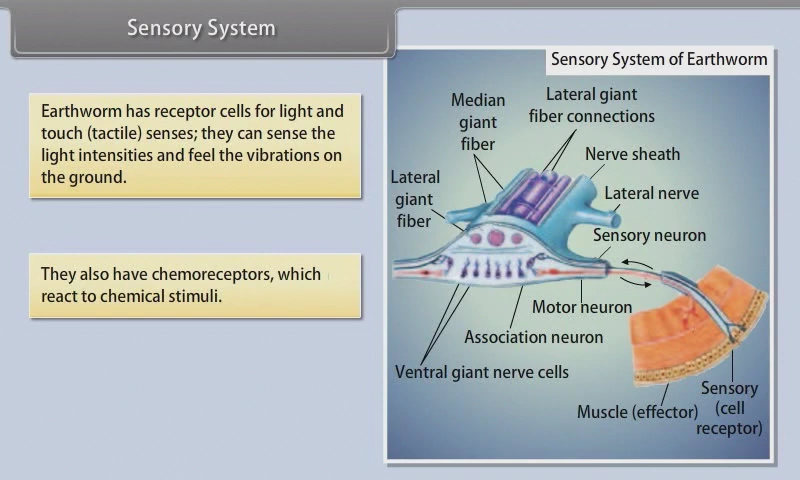 Sensory System
Earthworm has receptor cells for light and
touch (tactile) senses; they can sense the
light intensities and feel the vibrations on
the ground.
They also have chemoreceptors, which
react to chemical stimuli.
Sensory System of Earthworm
Median
giant
fiber
Lateral giant
fiber connections
Nerve sheath
Lateral
giant
fiber
Lateral nerve
Sensory neuron
Motor neuron
Association neuron
Ventral giant nerve cells
Muscle (effector)
Sensory
(cell
receptor)